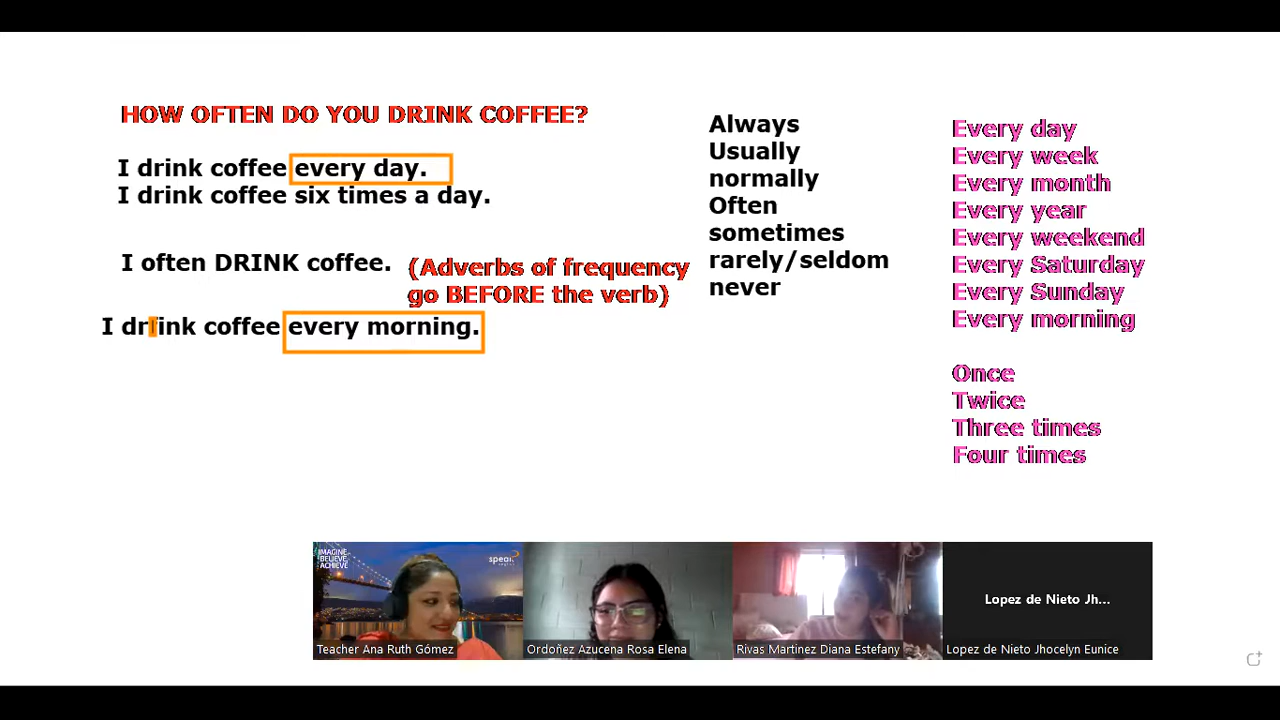 HOW OFTEN DO YOU DRINK COFFEE?
I drink coffee every day.
I drink coffee six times a day.
I often DRINK coffee.
(Adverbs of frequency
go BEFORE the verb)
I drink coffee every morning.
Always
Usually
normally
Often
sometimes
rarely/seldom
never
Every day
Every week
Every month
Every year
Every weekend
Every Saturday
Every Sunday
Every morning
Once
Twice
Three times
Four times
IMAGINE
BELIEVE
ACHIEVE
Teacher Ana Ruth Gómez
Ordoñez Azucena Rosa Elena
Rivas Martinez Diana Estefany
Lopez de Nieto Jh...
Lopez de Nieto Jhocelyn Eunice